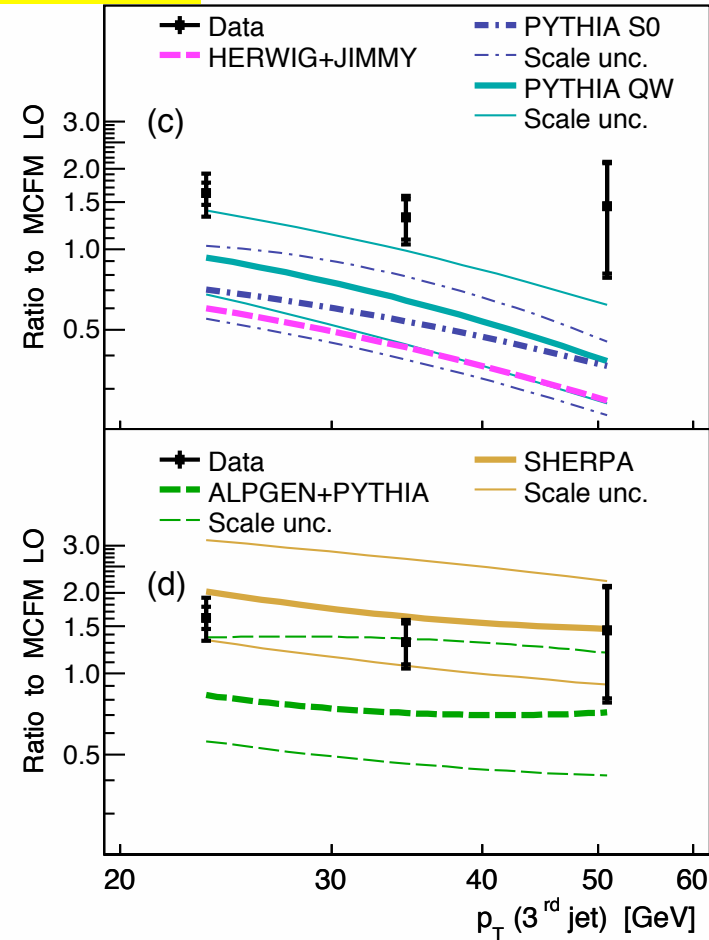 Data
HERWIG+JIMMY
PYTHIA S0
Scale unc.
PYTHIA QW
Scale unc.
(c)
3.0
2.0
1.5
1.0
0.5
Ratio to MCFM LO
Data
ALPGEN+PYTHIA
Scale unc.
SHERPA
Scale unc.
(d)
3.0
2.0
1.5
1.0
0.5
Ratio to MCFM LO
20 30 40 50 60
p_T (3^rd jet) [GeV]